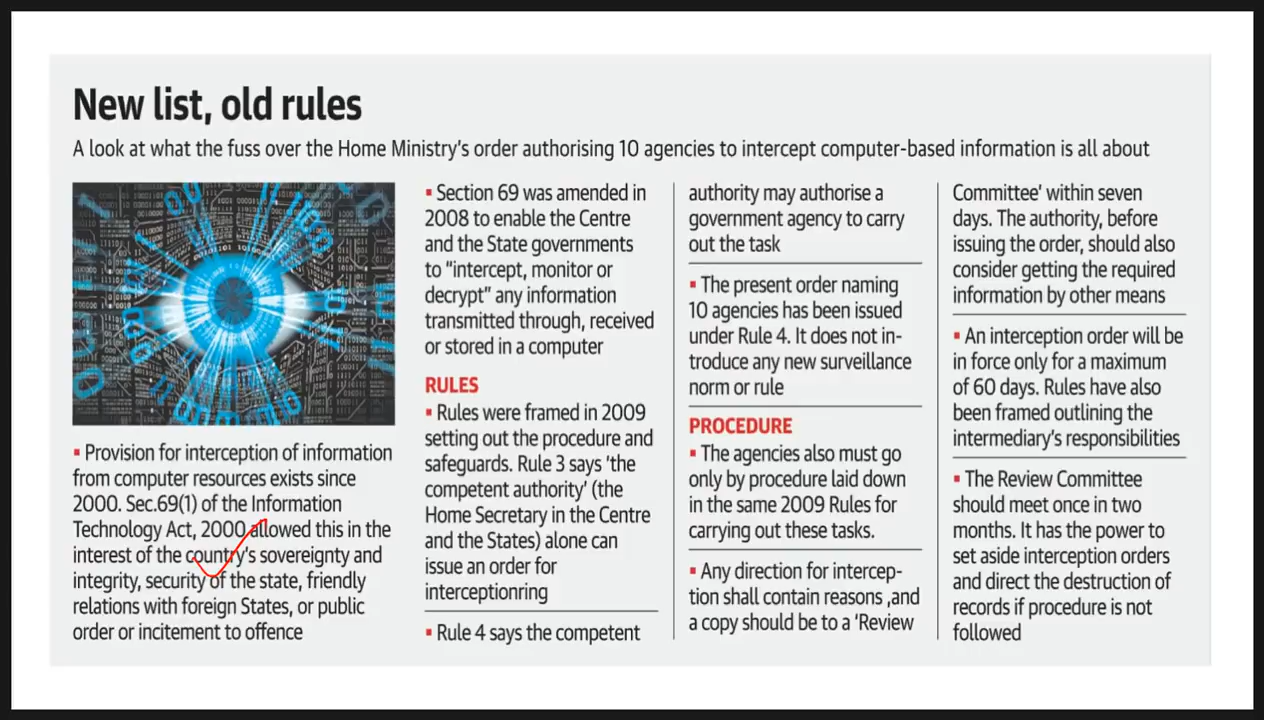 New list, old rules
A look at what the fuss over the Home Ministry's order authorising 10 agencies to intercept computer-based information is all about
▪ Provision for interception of information
from computer resources exists since
2000. Sec.69(1) of the Information
Technology Act, 2000 allowed this in the
interest of the country's sovereignty and
integrity, security of the state, friendly
relations with foreign States, or public
order or incitement to offence
▪ Section 69 was amended in
2008 to enable the Centre
and the State governments
to "intercept, monitor or
decrypt" any information
transmitted through, received
or stored in a computer
RULES
▪ Rules were framed in 2009
setting out the procedure and
safeguards. Rule 3 says 'the
competent authority' (the
Home Secretary in the Centre
and the States) alone can
issue an order for
interceptionring
▪ Rule 4 says the competent
authority may authorise a
government agency to carry
out the task
▪ The present order naming
10 agencies has been issued
under Rule 4. It does not in-
troduce any new surveillance
norm or rule
PROCEDURE
▪ The agencies also must go
only by procedure laid down
in the same 2009 Rules for
carrying out these tasks.
▪ Any direction for intercep-
tion shall contain reasons ,and
a copy should be to a 'Review
Committee' within seven
days. The authority, before
issuing the order, should also
consider getting the required
information by other means
▪ An interception order will be
in force only for a maximum
of 60 days. Rules have also
been framed outlining the
intermediary's responsibilities
▪ The Review Committee
should meet once in two
months. It has the power to
set aside interception orders
and direct the destruction of
records if procedure is not
followed